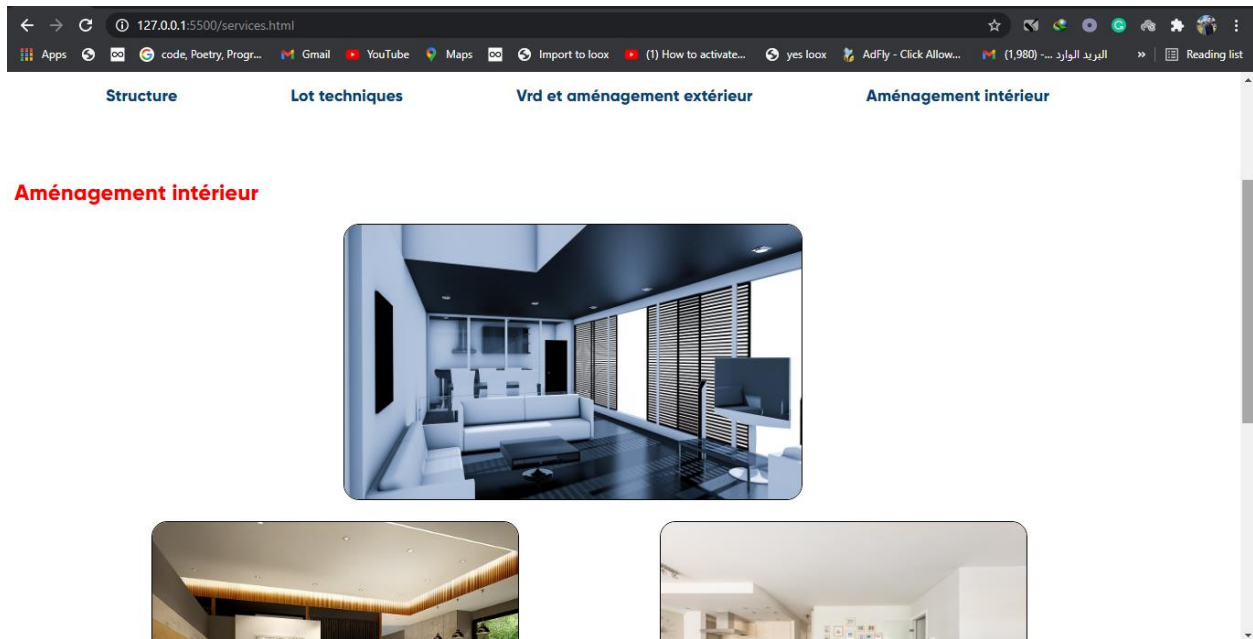 127.0.0.1:5500/services.html
Apps code, Poetry, Progr... Gmail YouTube Maps Import to loox (1) How to activate... yes loox AdFly - Click Allow... البريد الوارد ... - (1,980) » Reading list
Structure Lot techniques Vrd et aménagement extérieur Aménagement intérieur
Aménagement intérieur